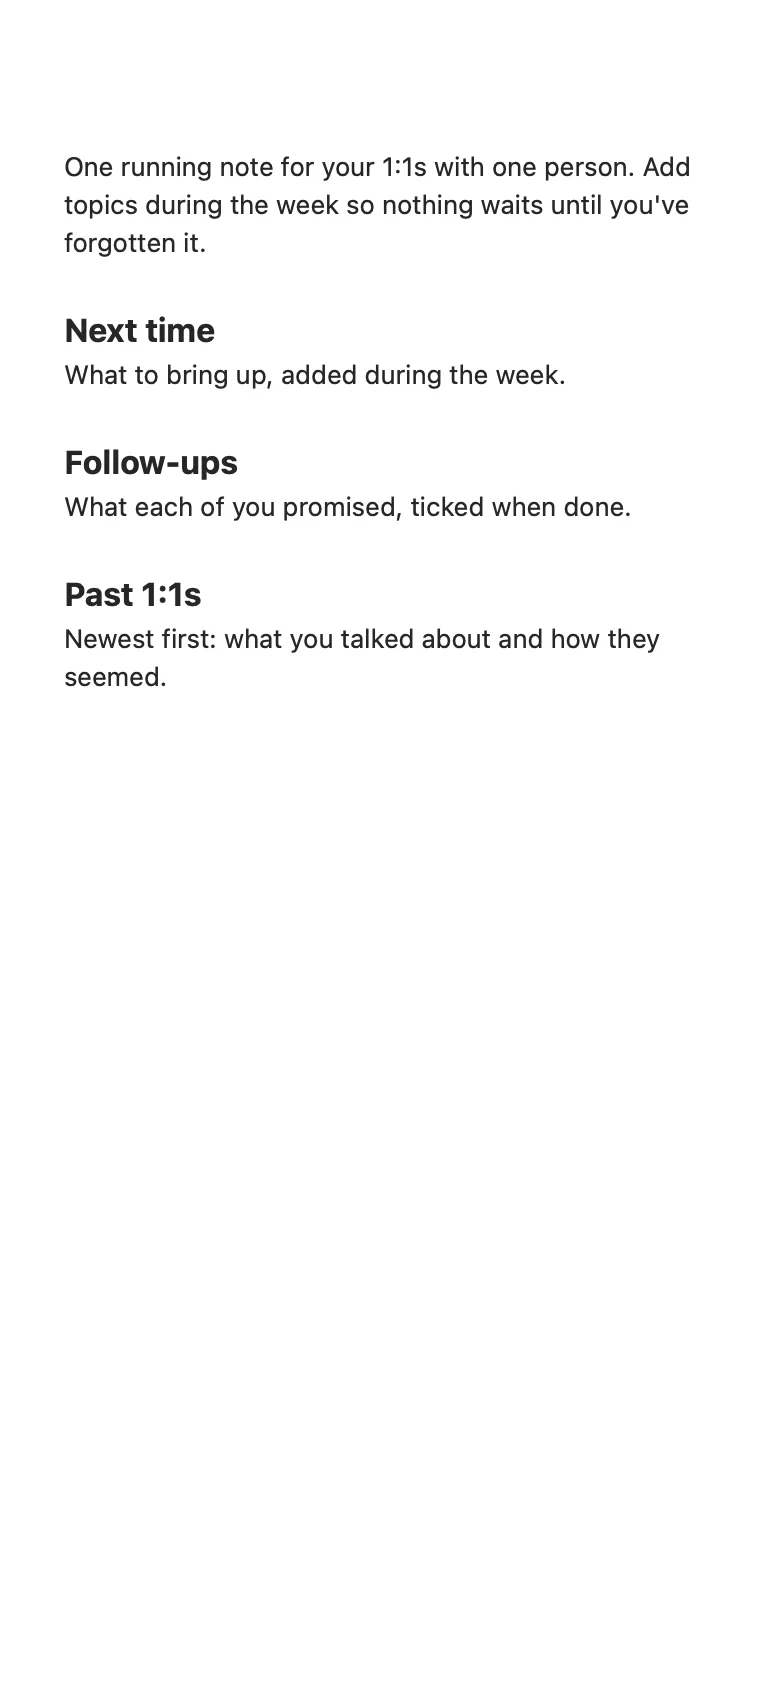 One running note for your 1:1s with one person. Add
topics during the week so nothing waits until you've
forgotten it.
Next time
What to bring up, added during the week.
Follow-ups
What each of you promised, ticked when done.
Past 1:1s
Newest first: what you talked about and how they
seemed.